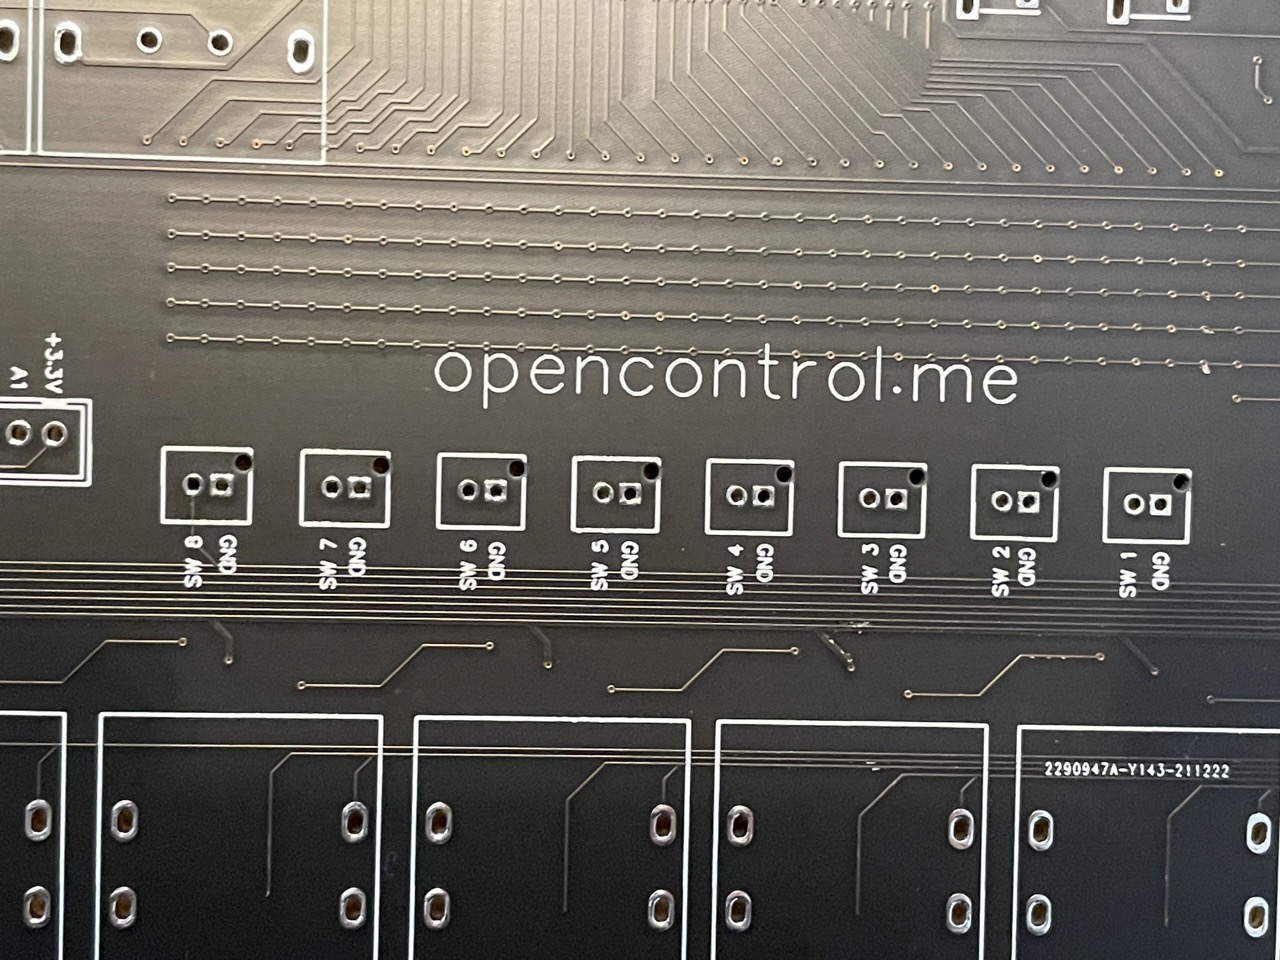 +3.3V
A1
opencontrol.me
SW 8
GND
SW 7
GND
SW 6
GND
SW 5
GND
SW 4
GND
SW 3
GND
SW 2
GND
SW 1
GND
2290947A-Y143-211222